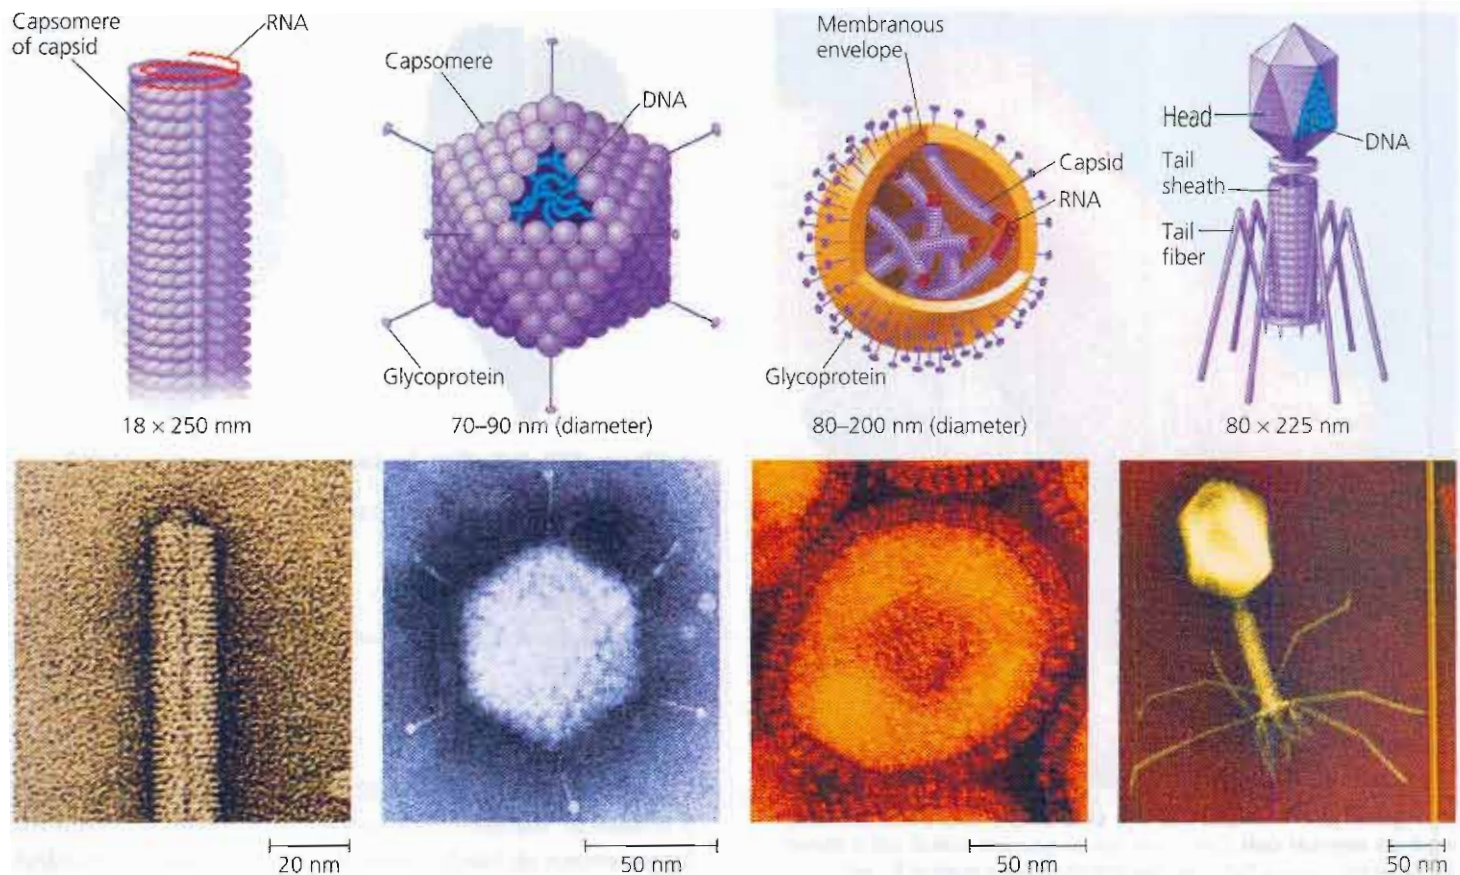 Capsomere
of capsid
RNA
18 × 250 mm
Capsomere
DNA
Glycoprotein
70–90 nm (diameter)
Membranous
envelope
Capsid
RNA
Glycoprotein
80–200 nm (diameter)
Head
DNA
Tail
sheath
Tail
fiber
80 × 225 nm
20 nm
50 nm
50 nm
50 nm